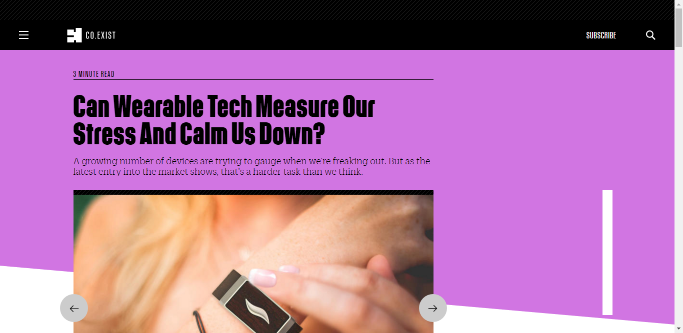 CO.EXIST
SUBSCRIBE
3 MINUTE READ
Can Wearable Tech Measure Our
Stress And Calm Us Down?
A growing number of devices are trying to gauge when we're freaking out. But as the
latest entry into the market shows, that's a harder task than we think.